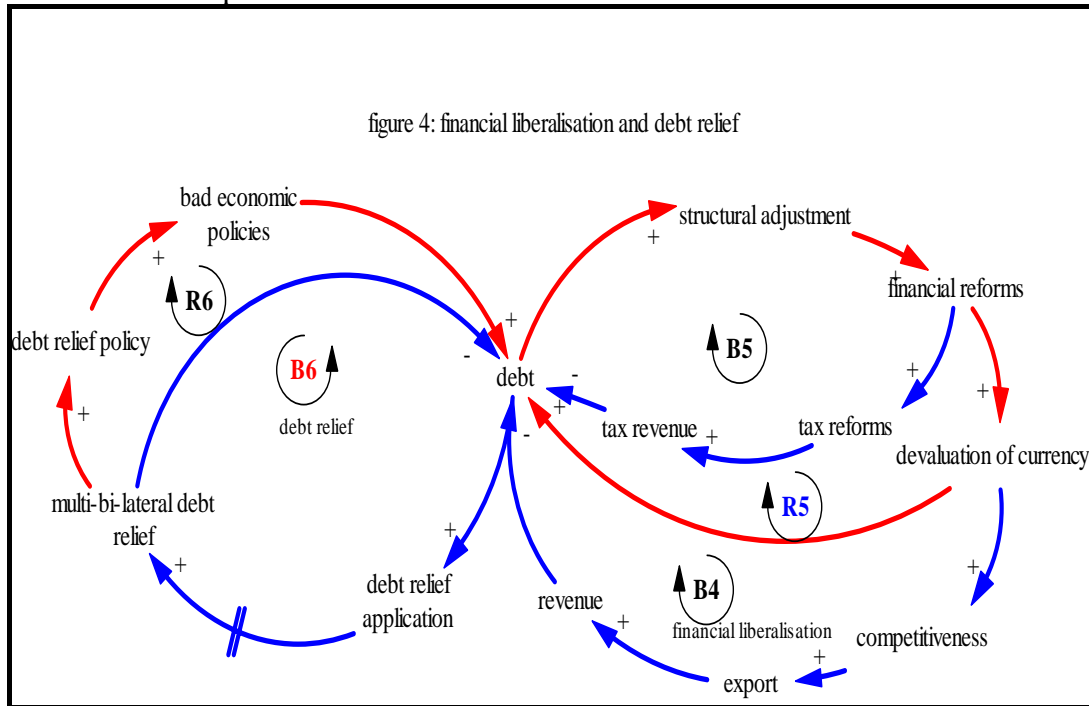 figure 4: financial liberalisation and debt relief
bad economic
policies
+
R6
debt relief policy
+
B6
debt relief
multi-bi-lateral debt
relief
+
debt relief
application
+
+
-
debt
-
+
-
structural adjustment
+
+
financial reforms
B5
+
+
tax reforms
tax revenue
+
devaluation of currency
R5
B4
financial liberalisation
revenue
+
export
+
competitiveness
+